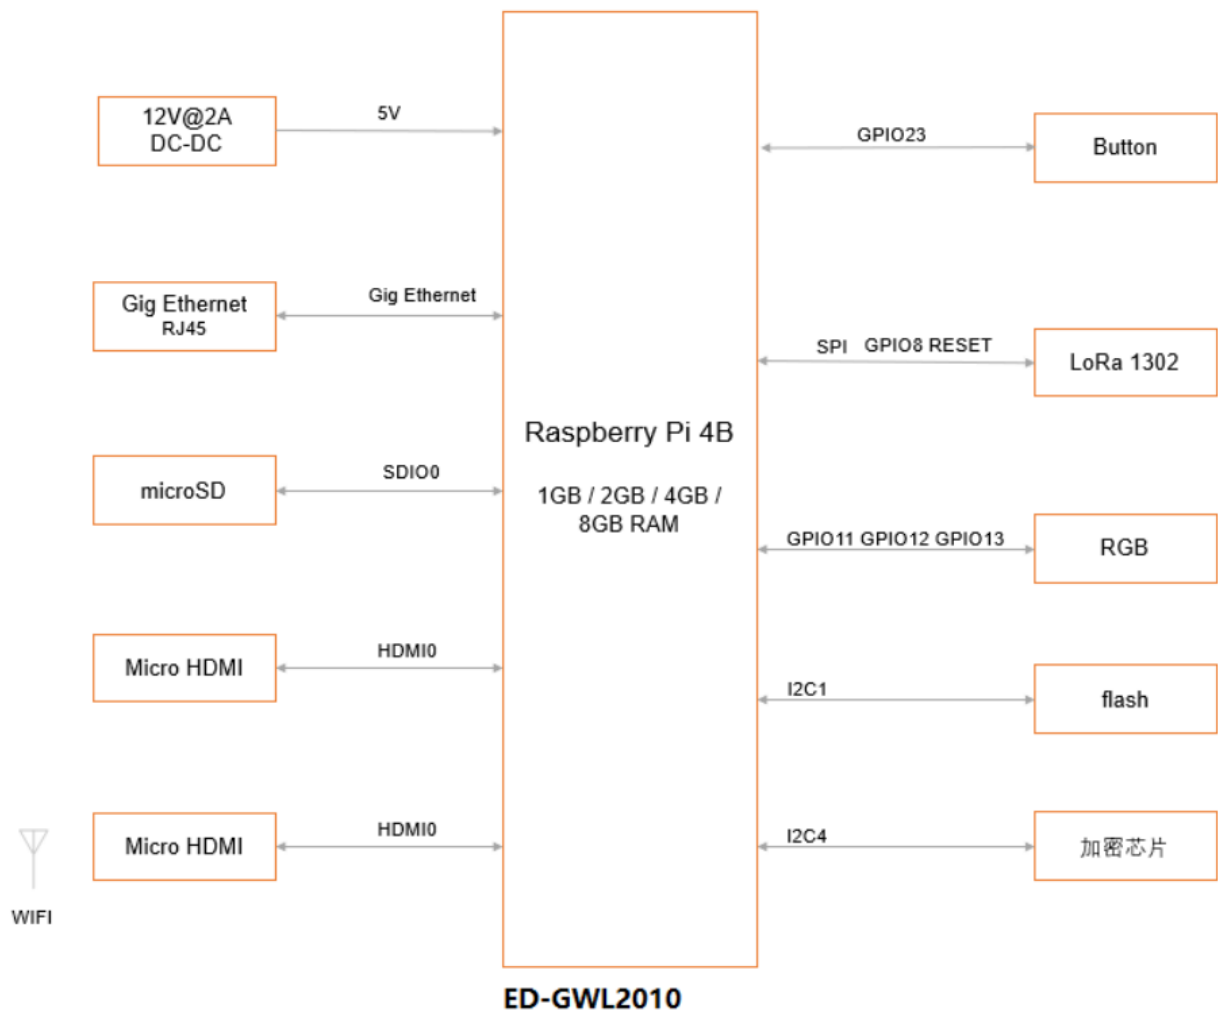 12V@2A
DC-DC
5V
Gig Ethernet
RJ45
Gig Ethernet
microSD
SDIO0
Micro HDMI
HDMI0
Micro HDMI
HDMI0
WIFI
Raspberry Pi 4B
1GB / 2GB / 4GB /
8GB RAM
GPIO23
Button
SPI GPIO8 RESET
LoRa 1302
GPIO11 GPIO12 GPIO13
RGB
I2C1
flash
I2C4
加密芯片
ED-GWL2010